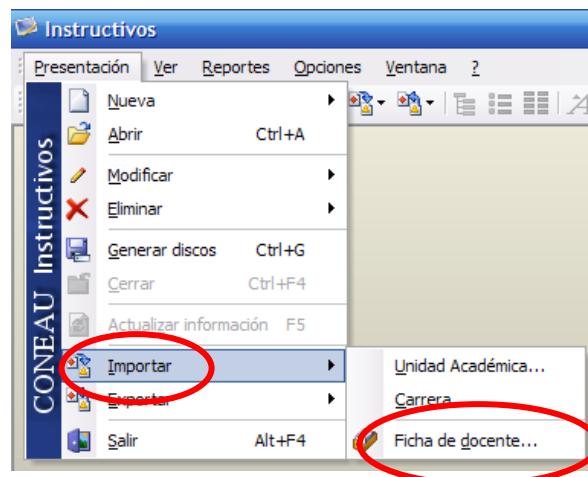 Instructivos
Presentación Ver Reportes Opciones Ventana ?
Nueva
Abrir Ctrl+A
Modificar
Eliminar
Generar discos Ctrl+G
Cerrar Ctrl+F4
Actualizar información F5
Importar
Exportar
Salir Alt+F4
CONEAU Instructivos
Unidad Académica...
Carrera...
Ficha de docente...